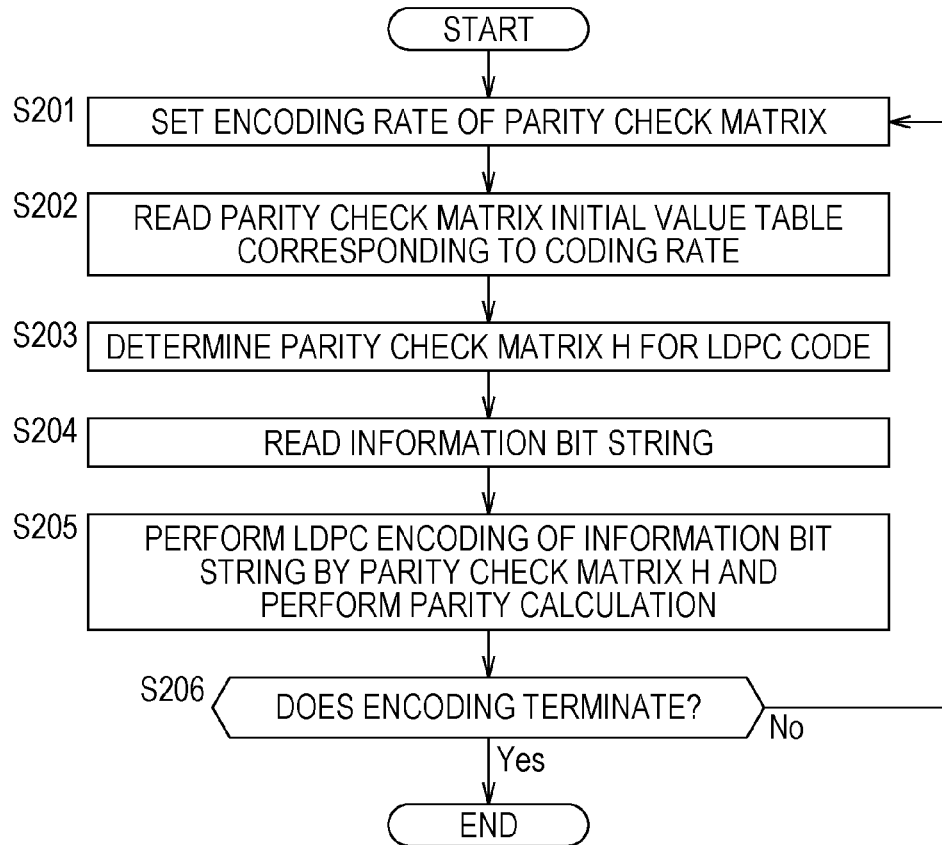 START
S201
SET ENCODING RATE OF PARITY CHECK MATRIX
S202
READ PARITY CHECK MATRIX INITIAL VALUE TABLE
CORRESPONDING TO CODING RATE
S203
DETERMINE PARITY CHECK MATRIX H FOR LDPC CODE
S204
READ INFORMATION BIT STRING
S205
PERFORM LDPC ENCODING OF INFORMATION BIT
STRING BY PARITY CHECK MATRIX H AND
PERFORM PARITY CALCULATION
S206
DOES ENCODING TERMINATE?
No
Yes
END